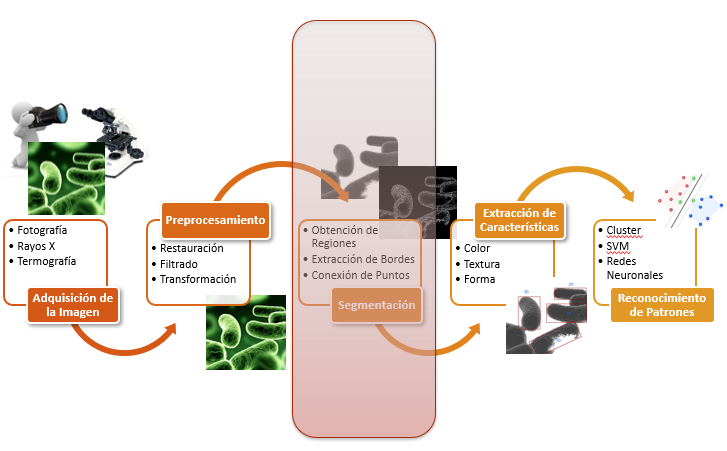 • Fotografía
• Rayos X
• Termografía
Adquisición de
la Imagen
Preprocesamiento
• Restauración
• Filtrado
• Transformación
• Obtención de
Regiones
• Extracción de Bordes
• Conexión de Puntos
Segmentación
Extracción de
Características
• Color
• Textura
• Forma
• Cluster
• SVM
• Redes
Neuronales
Reconocimiento
de Patrones